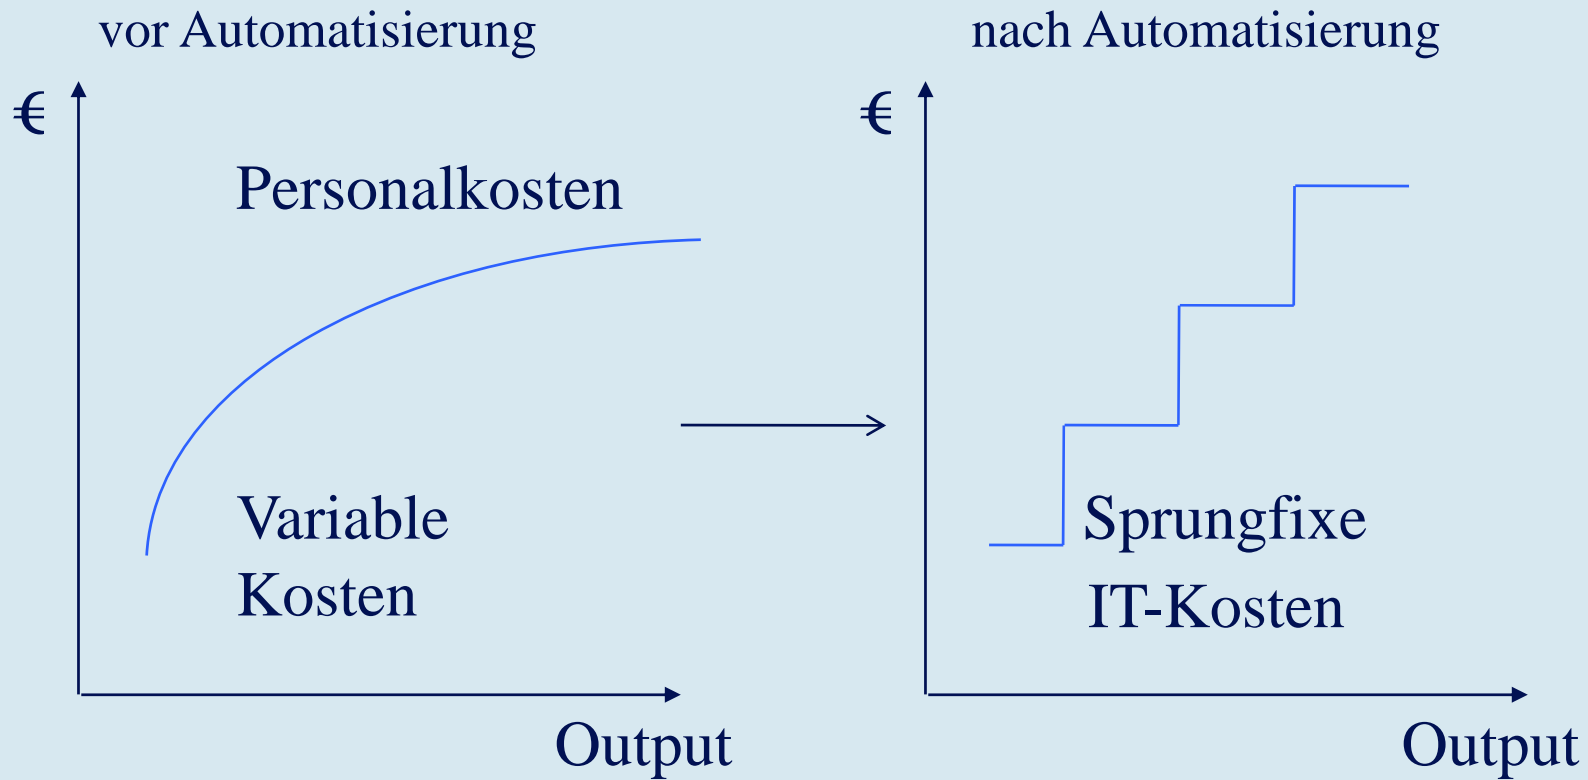 vor Automatisierung
€
Personalkosten
Variable
Kosten
Output
nach Automatisierung
€
Sprungfixe
IT-Kosten
Output